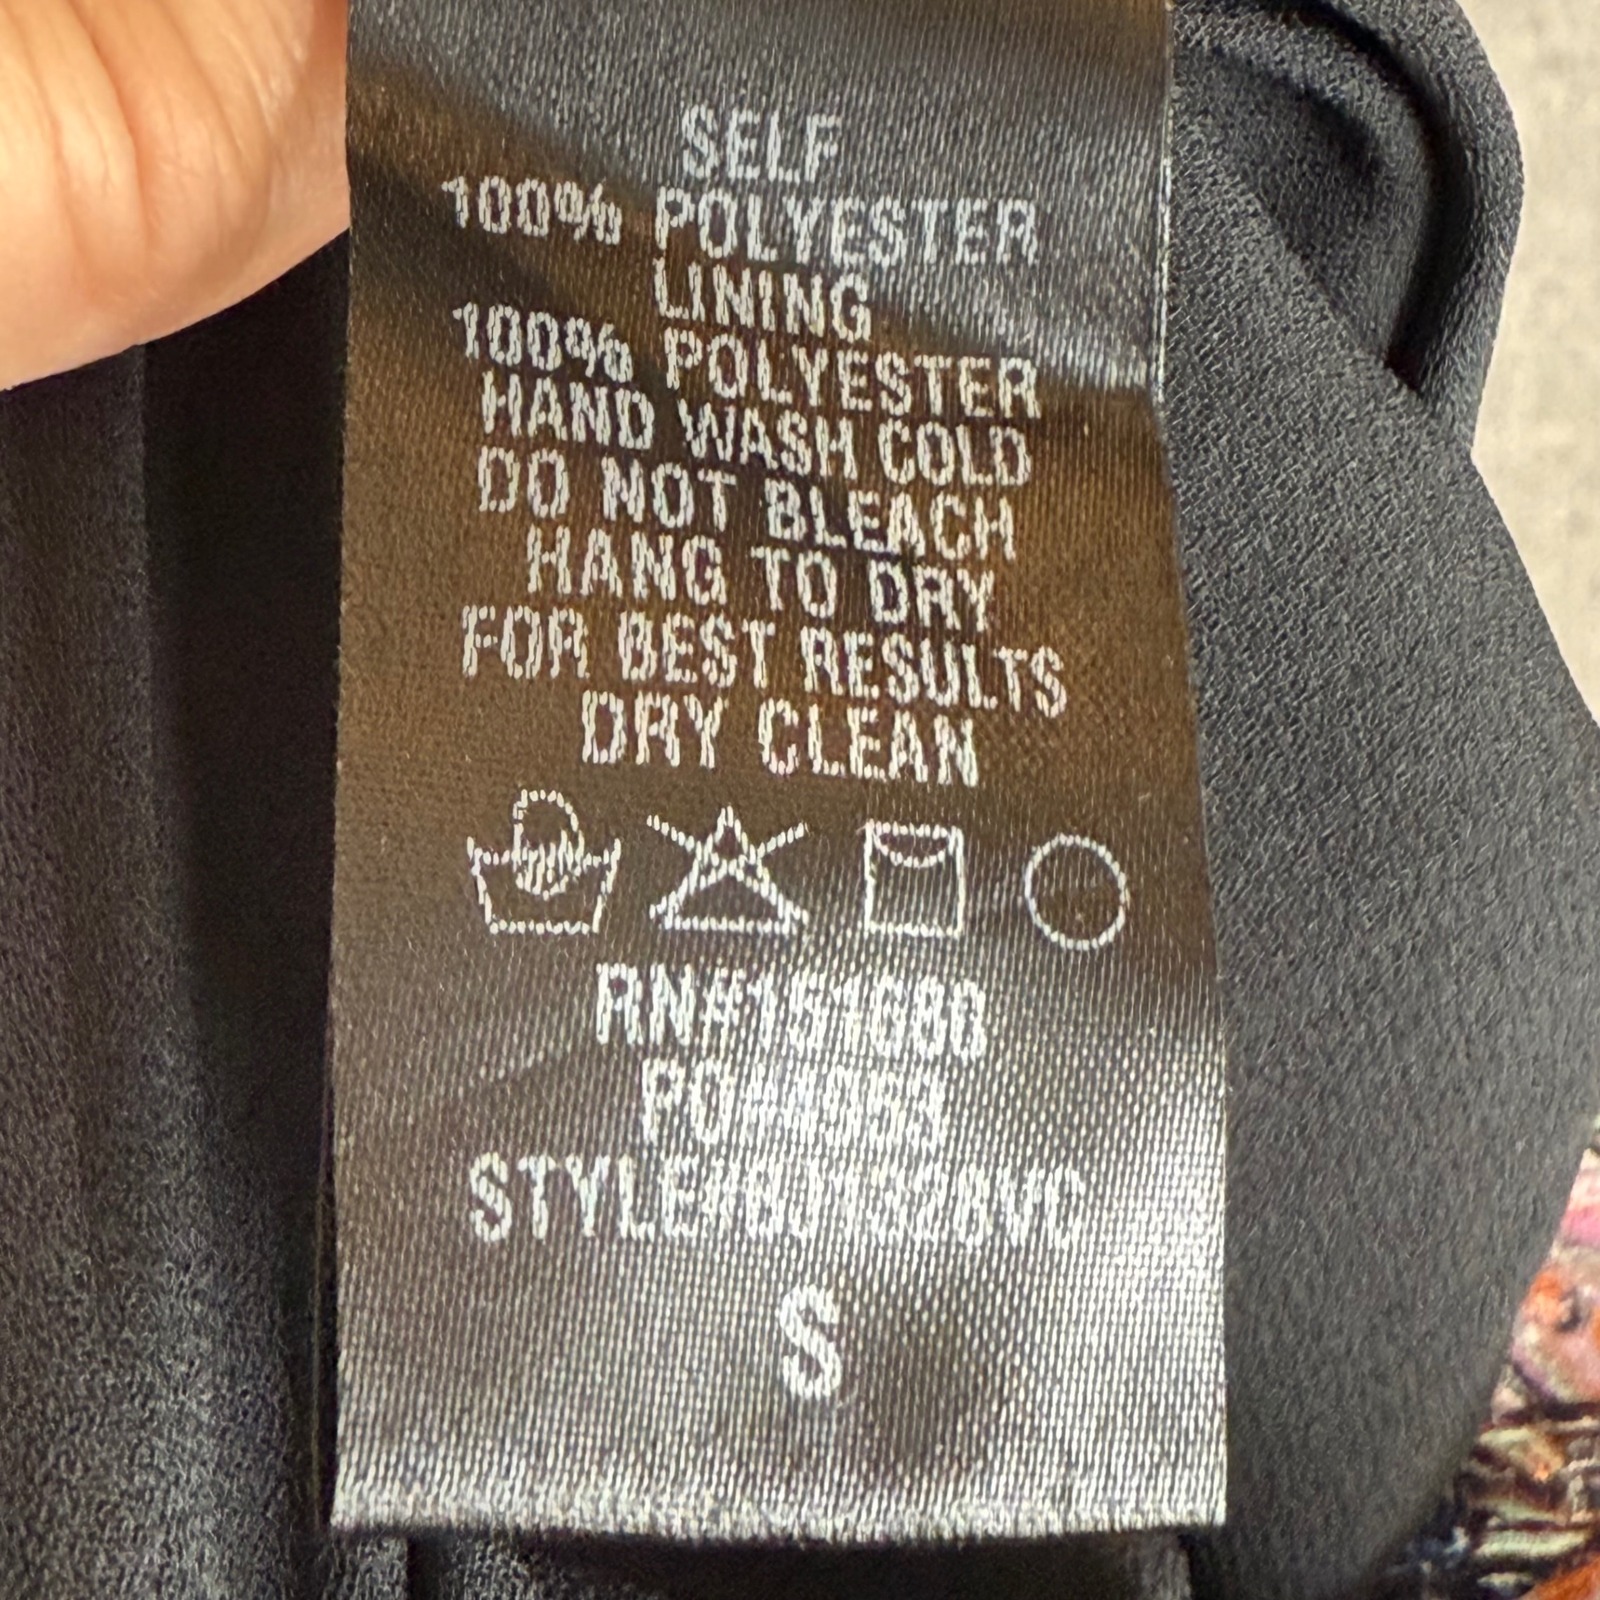 SELF
100% POLYESTER
LINING
100% POLYESTER
HAND WASH COLD
DO NOT BLEACH
HANG TO DRY
FOR BEST RESULTS
DRY CLEAN
S